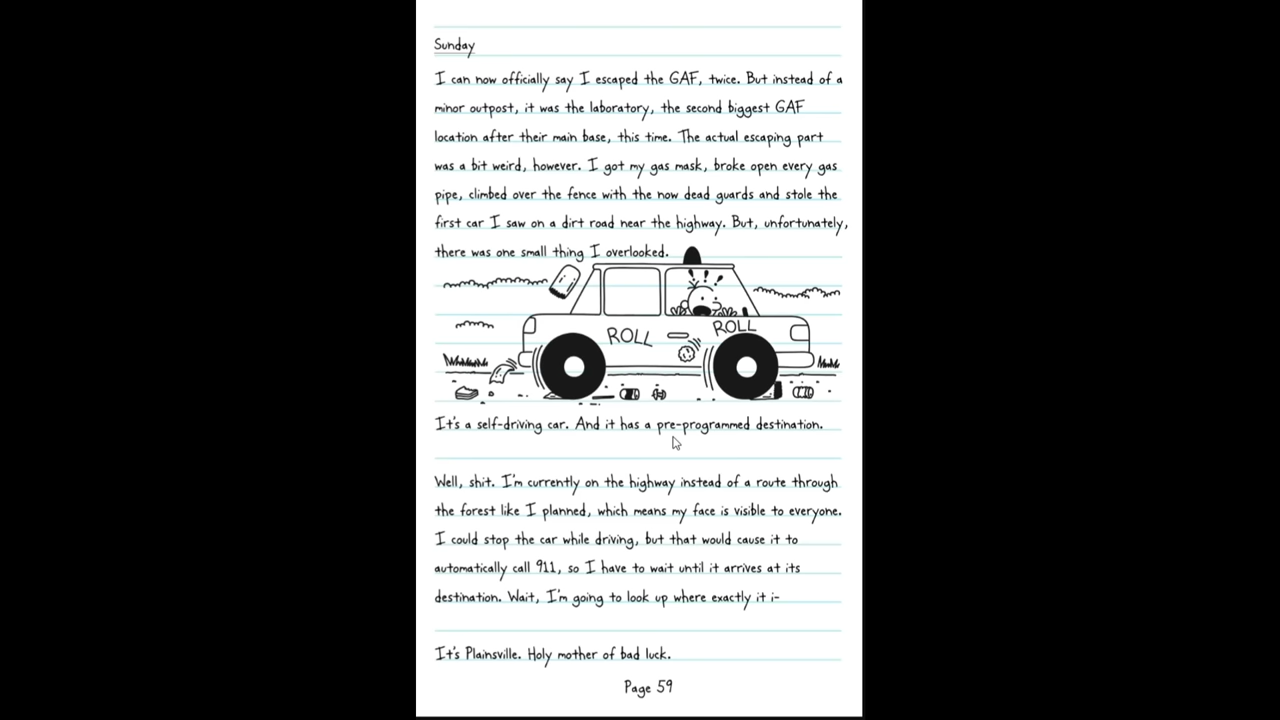 Sunday
I can now officially say I escaped the GAF, twice. But instead of a
minor outpost, it was the laboratory, the second biggest GAF
location after their main base, this time. The actual escaping part
was a bit weird, however. I got my gas mask, broke open every gas
pipe, climbed over the fence with the now dead guards and stole the
first car I saw on a dirt road near the highway. But, unfortunately,
there was one small thing I overlooked.
! ! !
ROLL ROLL
It's a self-driving car. And it has a pre-programmed destination.
Well, shit. I'm currently on the highway instead of a route through
the forest like I planned, which means my face is visible to everyone.
I could stop the car while driving, but that would cause it to
automatically call 911, so I have to wait until it arrives at its
destination. Wait, I'm going to look up where exactly it i-
It's Plainsville. Holy mother of bad luck.
Page 59